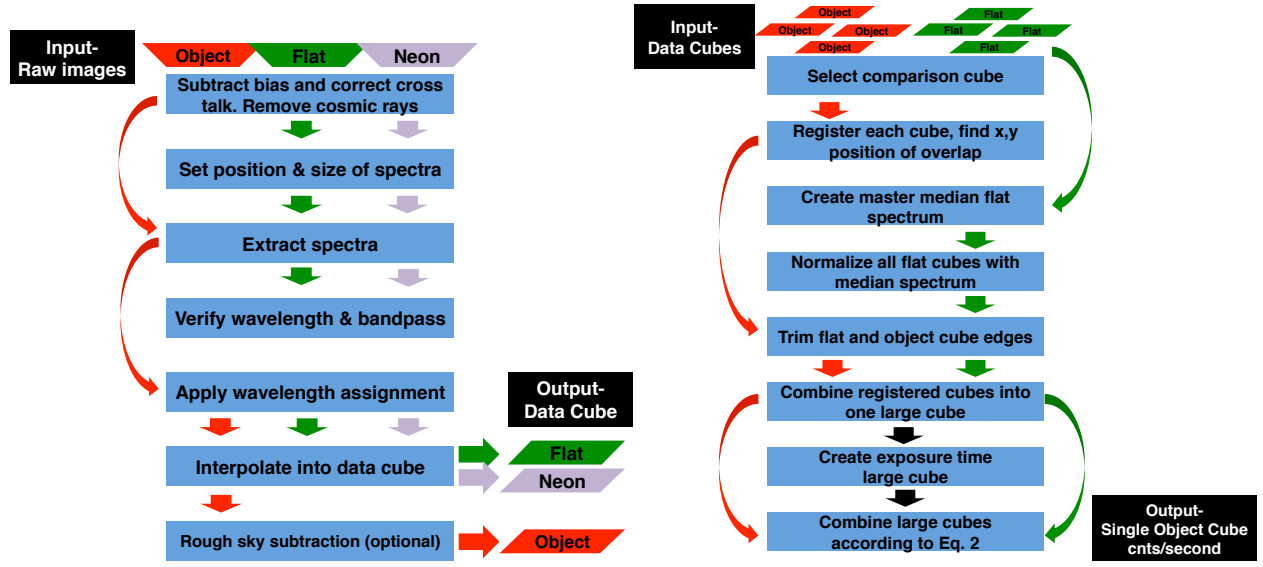 Input-
Raw images
Object
Flat
Neon
Subtract bias and correct cross
talk. Remove cosmic rays
Set position & size of spectra
Extract spectra
Verify wavelength & bandpass
Apply wavelength assignment
Output-
Data Cube
Interpolate into data cube
Flat
Neon
Rough sky subtraction (optional)
Object
Input-
Data Cubes
Object
Object
Object
Object
Flat
Flat
Flat
Flat
Select comparison cube
Register each cube, find x,y
position of overlap
Create master median flat
spectrum
Normalize all flat cubes with
median spectrum
Trim flat and object cube edges
Combine registered cubes into
one large cube
Create exposure time
large cube
Combine large cubes
according to Eq. 2
Output-
Single Object Cube
cnts/second